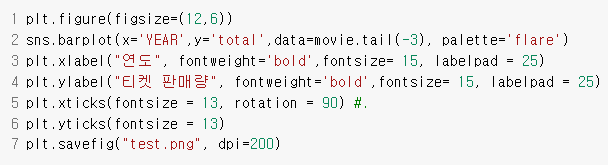 1 plt.figure(figsize=(12,6))
2 sns.barplot(x='YEAR',y='total',data=movie.tail(-3), palette='flare')
3 plt.xlabel("연도", fontweight='bold',fontsize= 15, labelpad = 25)
4 plt.ylabel("티켓 판매량", fontweight='bold',fontsize= 15, labelpad = 25)
5 plt.xticks(fontsize = 13, rotation = 90) #.
6 plt.yticks(fontsize = 13)
7 plt.savefig("test.png", dpi=200)